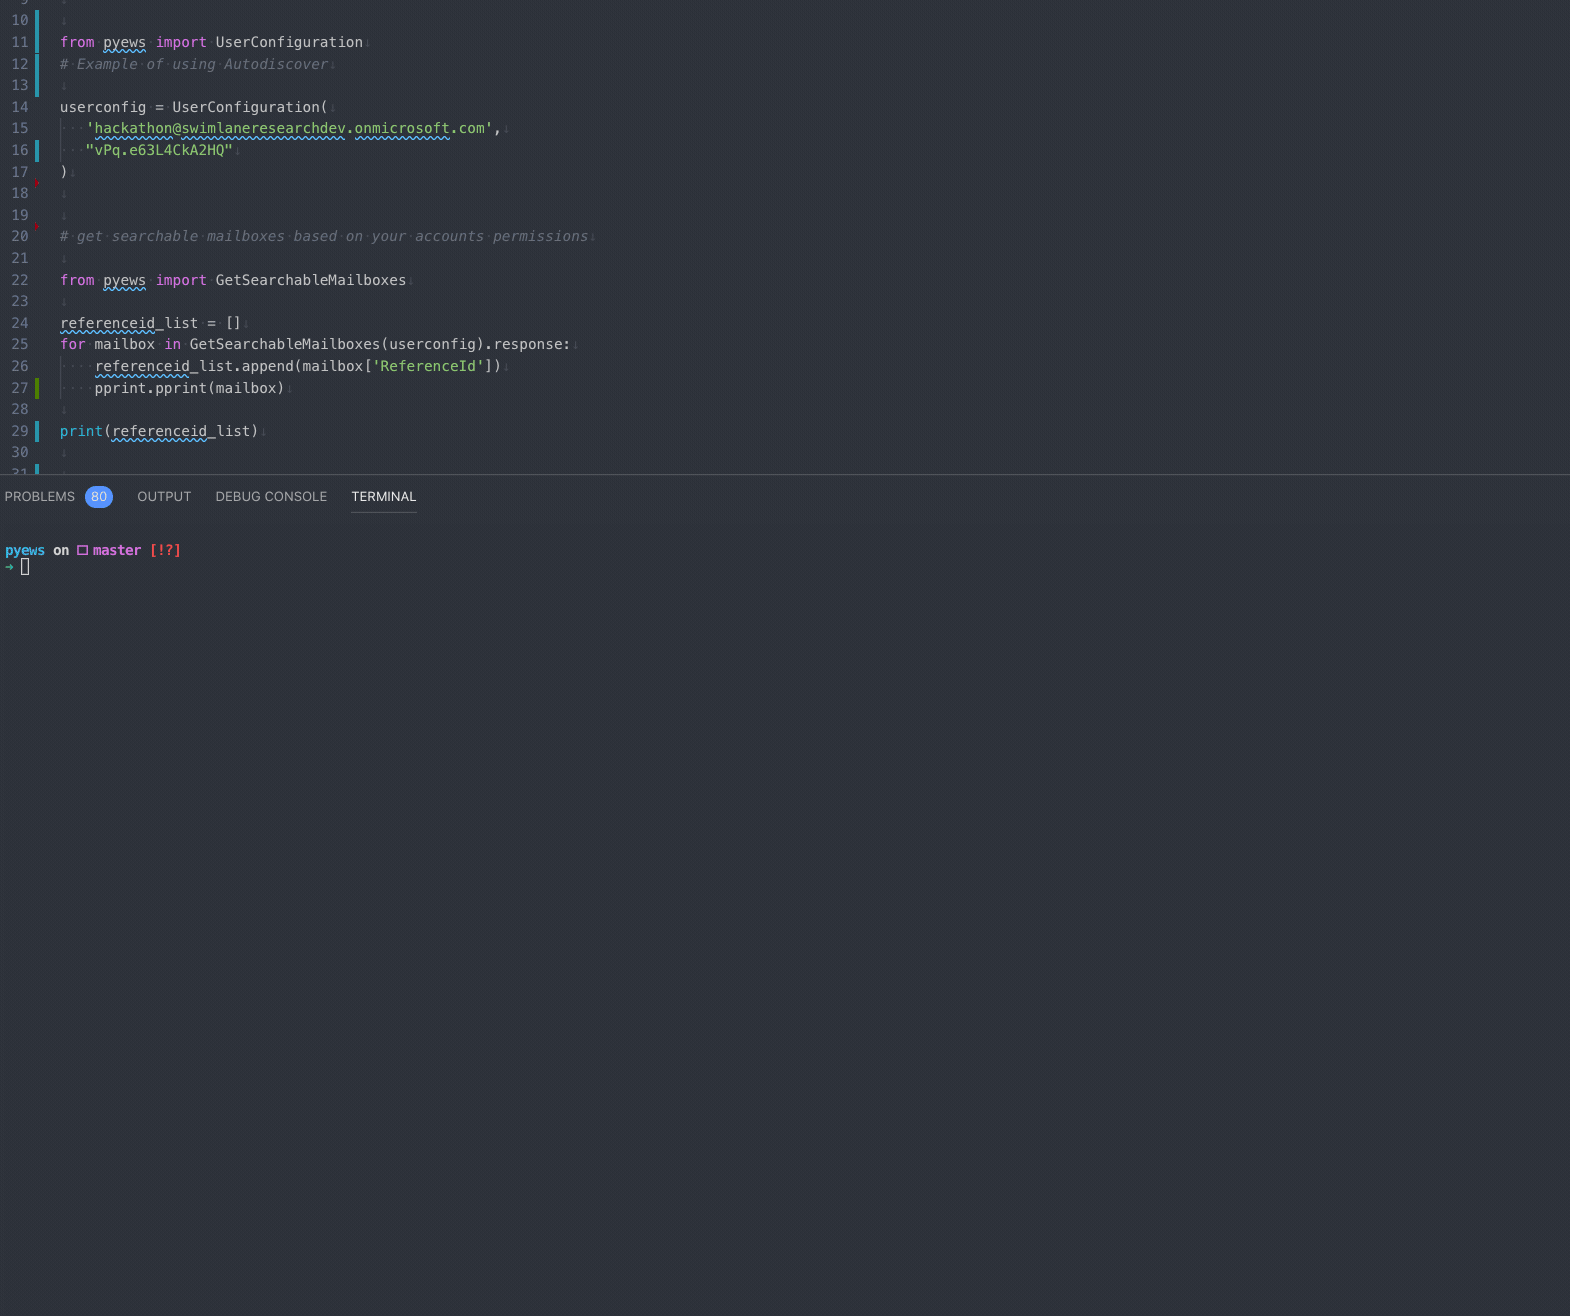 10
11 from pyews import UserConfiguration
12 # Example of using Autodiscover
13
14 userconfig = UserConfiguration(
15 'hackathon@swimlaneresearchdev.onmicrosoft.com',
16 "vPq.e63L4CkA2HQ"
17 )
18
19
20 # get searchable mailboxes based on your accounts permissions
21
22 from pyews import GetSearchableMailboxes
23
24 referenceid_list = []
25 for mailbox in GetSearchableMailboxes(userconfig).response:
26 referenceid_list.append(mailbox['ReferenceId'])
27 pprint.pprint(mailbox)
28
29 print(referenceid_list)
30
31
PROBLEMS 80 OUTPUT DEBUG CONSOLE TERMINAL
pyews on master [!?]
➜